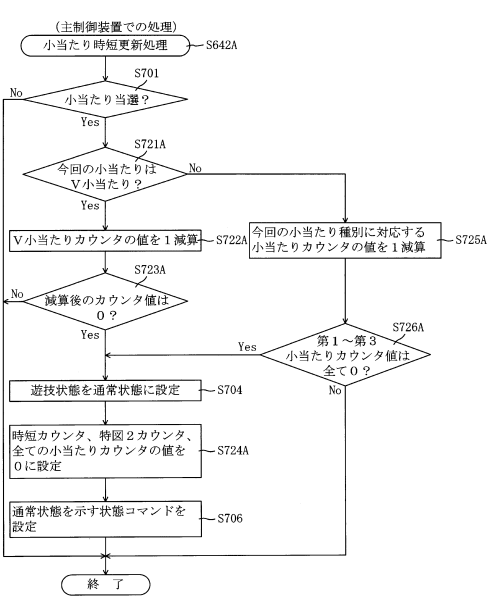 (主制御装置での処理)
小当たり時短更新処理
S642A
S701
No
小当たり当選？
Yes
S721A
今回の小当たりは
V小当たり？
No
Yes
V小当たりカウンタの値を１減算
S722A
今回の小当たり種別に対応する
小当たりカウンタの値を１減算
S725A
S723A
No
減算後のカウンタ値は
０？
Yes
S726A
第１～第３
小当たりカウンタ値は
全て０？
Yes
No
遊技状態を通常状態に設定
S704
時短カウンタ、特図２カウンタ、
全ての小当たりカウンタの値を
０に設定
S724A
通常状態を示す状態コマンドを
設定
S706
終 了